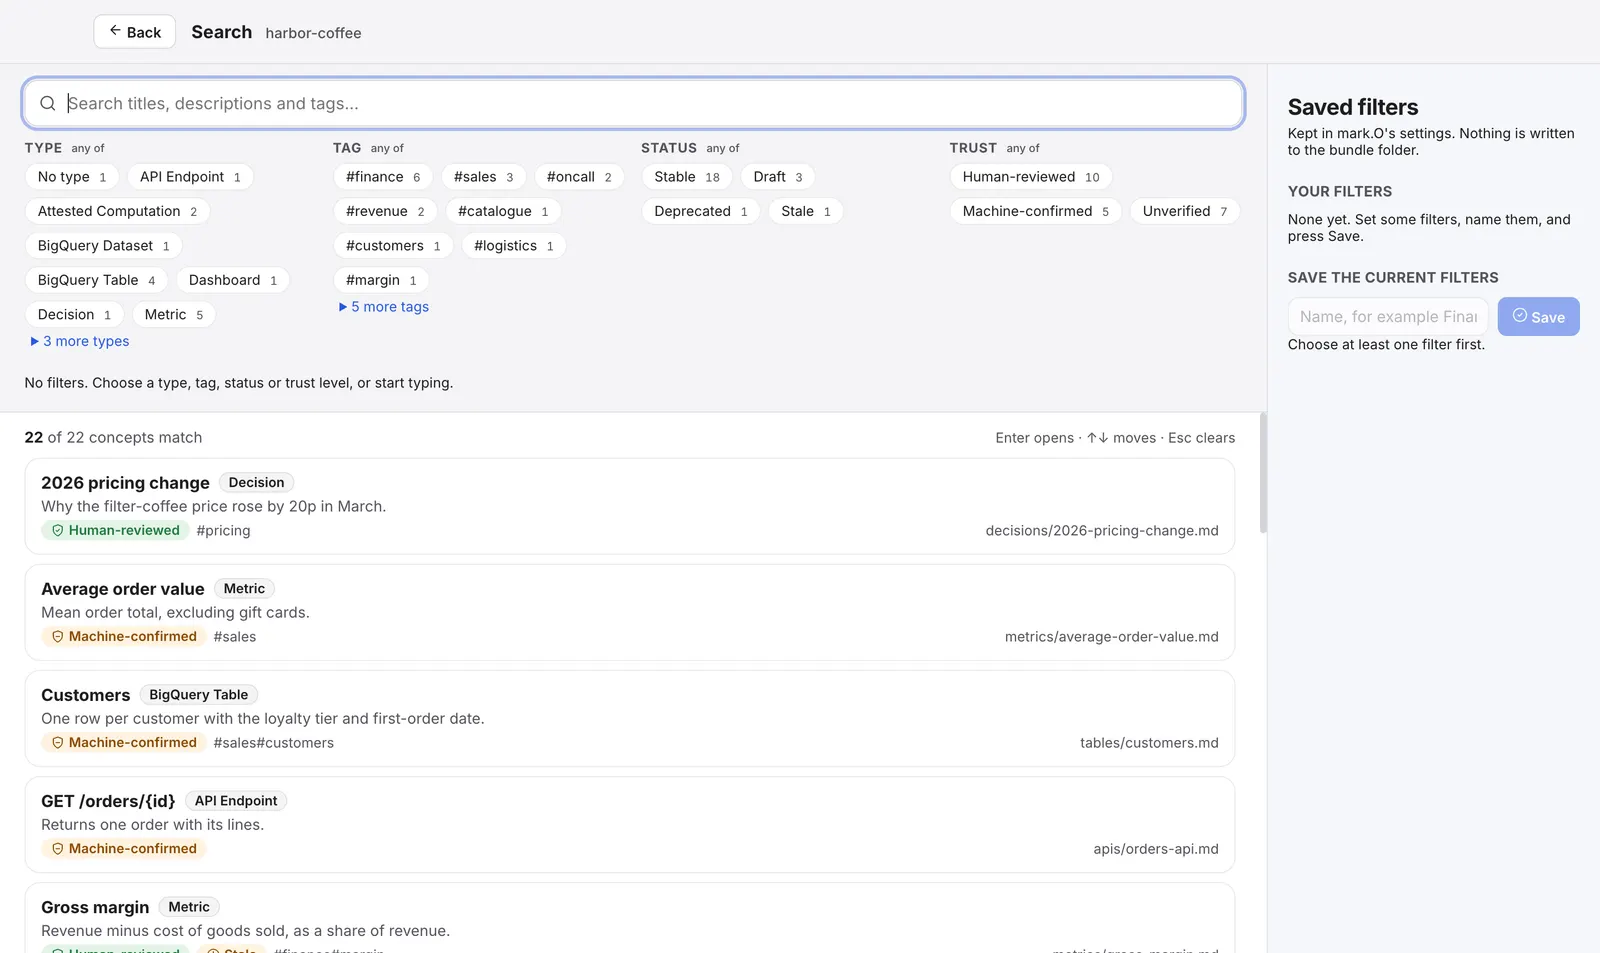 Back
Search
harbor-coffee
Search titles, descriptions and tags...
TYPE any of
No type 1
API Endpoint 1
Attested Computation 2
BigQuery Dataset 1
BigQuery Table 4
Dashboard 1
Decision 1
Metric 5
3 more types
TAG any of
#finance 6
#sales 3
#oncall 2
#revenue 2
#catalogue 1
#customers 1
#logistics 1
#margin 1
5 more tags
STATUS any of
Stable 18
Draft 3
Deprecated 1
Stale 1
TRUST any of
Human-reviewed 10
Machine-confirmed 5
Unverified 7
No filters. Choose a type, tag, status or trust level, or start typing.
22 of 22 concepts match
Enter opens · ↑↓ moves · Esc clears
2026 pricing change Decision
Why the filter-coffee price rose by 20p in March.
Human-reviewed #pricing
decisions/2026-pricing-change.md
Average order value Metric
Mean order total, excluding gift cards.
Machine-confirmed #sales
metrics/average-order-value.md
Customers BigQuery Table
One row per customer with the loyalty tier and first-order date.
Machine-confirmed #sales#customers
tables/customers.md
GET /orders/{id} API Endpoint
Returns one order with its lines.
Machine-confirmed
apis/orders-api.md
Gross margin Metric
Revenue minus cost of goods sold, as a share of revenue.
Human-reviewed Stale #finance#margin
metrics/gross-margin.md
Saved filters
Kept in mark.O's settings. Nothing is written
to the bundle folder.
YOUR FILTERS
None yet. Set some filters, name them, and
press Save.
SAVE THE CURRENT FILTERS
Name, for example Finan
Save
Choose at least one filter first.